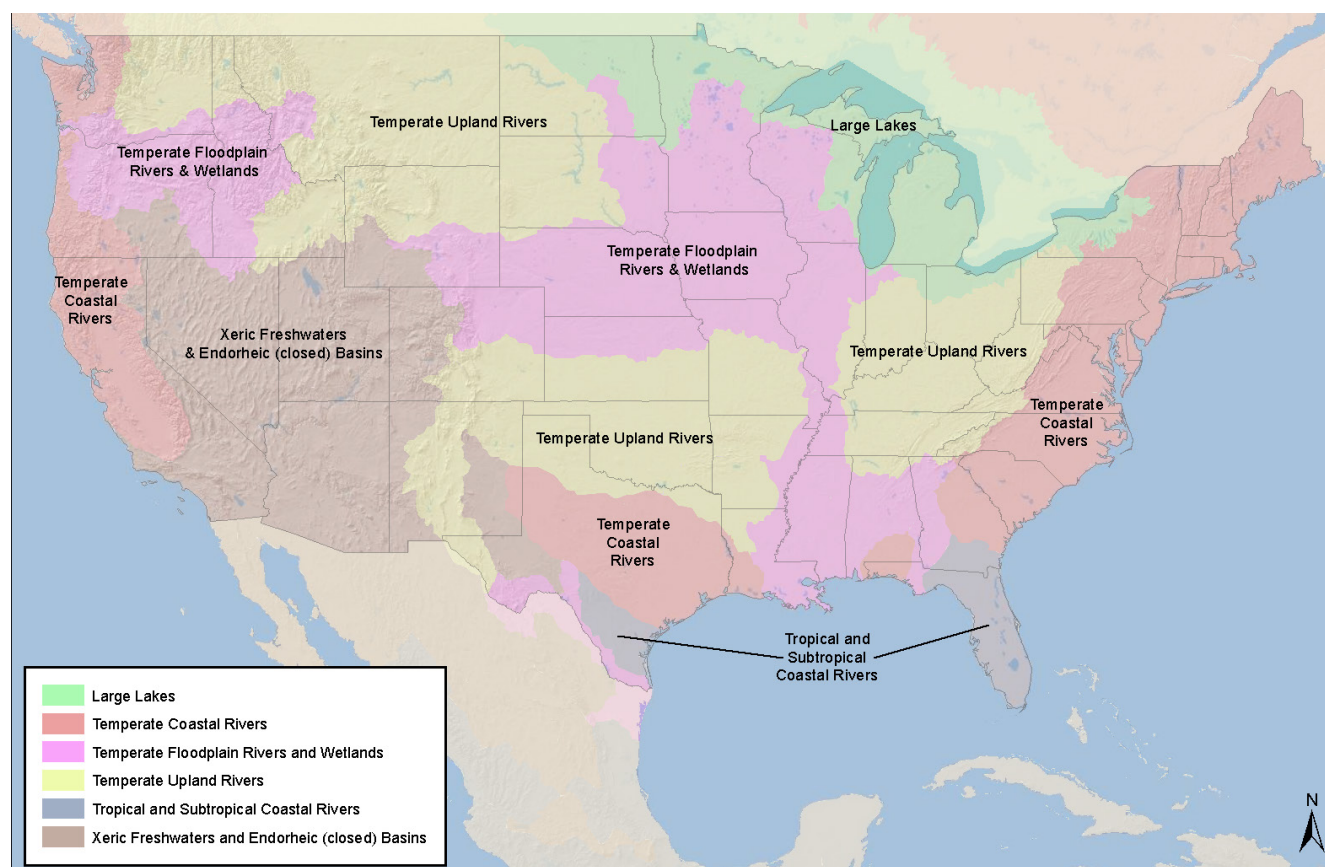 Temperate Upland Rivers
Large Lakes
Temperate Floodplain
Rivers & Wetlands
Temperate Floodplain
Rivers & Wetlands
Temperate
Coastal
Rivers
Xeric Freshwaters
& Endorheic (closed) Basins
Temperate Upland Rivers
Temperate
Coastal
Rivers
Temperate Upland Rivers
Temperate
Coastal
Rivers
Tropical and
Subtropical
Coastal Rivers
Large Lakes
Temperate Coastal Rivers
Temperate Floodplain Rivers and Wetlands
Temperate Upland Rivers
Tropical and Subtropical Coastal Rivers
Xeric Freshwaters and Endorheic (closed) Basins
N